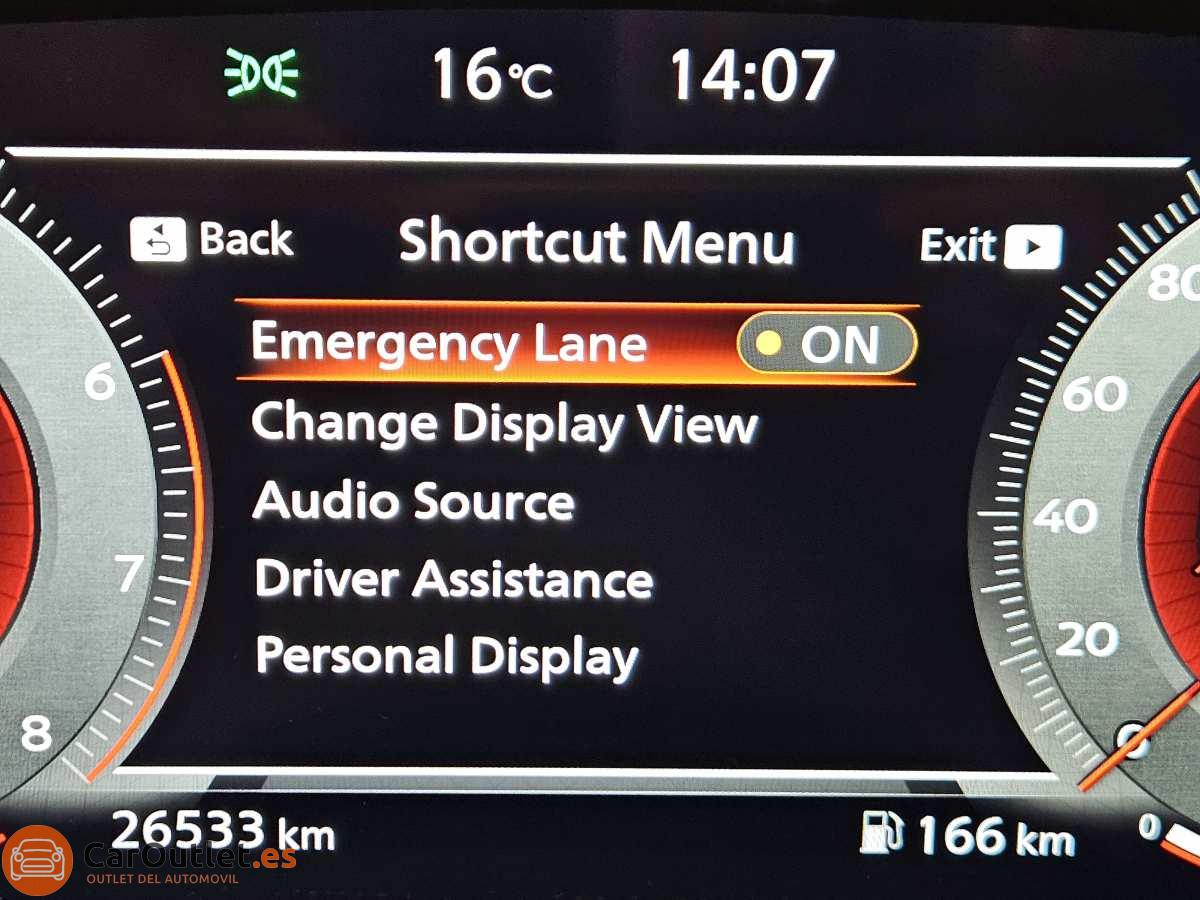 16°C 14:07
Back Shortcut Menu Exit
Emergency Lane ON
Change Display View
Audio Source
Driver Assistance
Personal Display
6
7
8
80
60
40
20
0
26533 km 166 km 0
CarOutlet.es
OUTLET DEL AUTOMOVIL